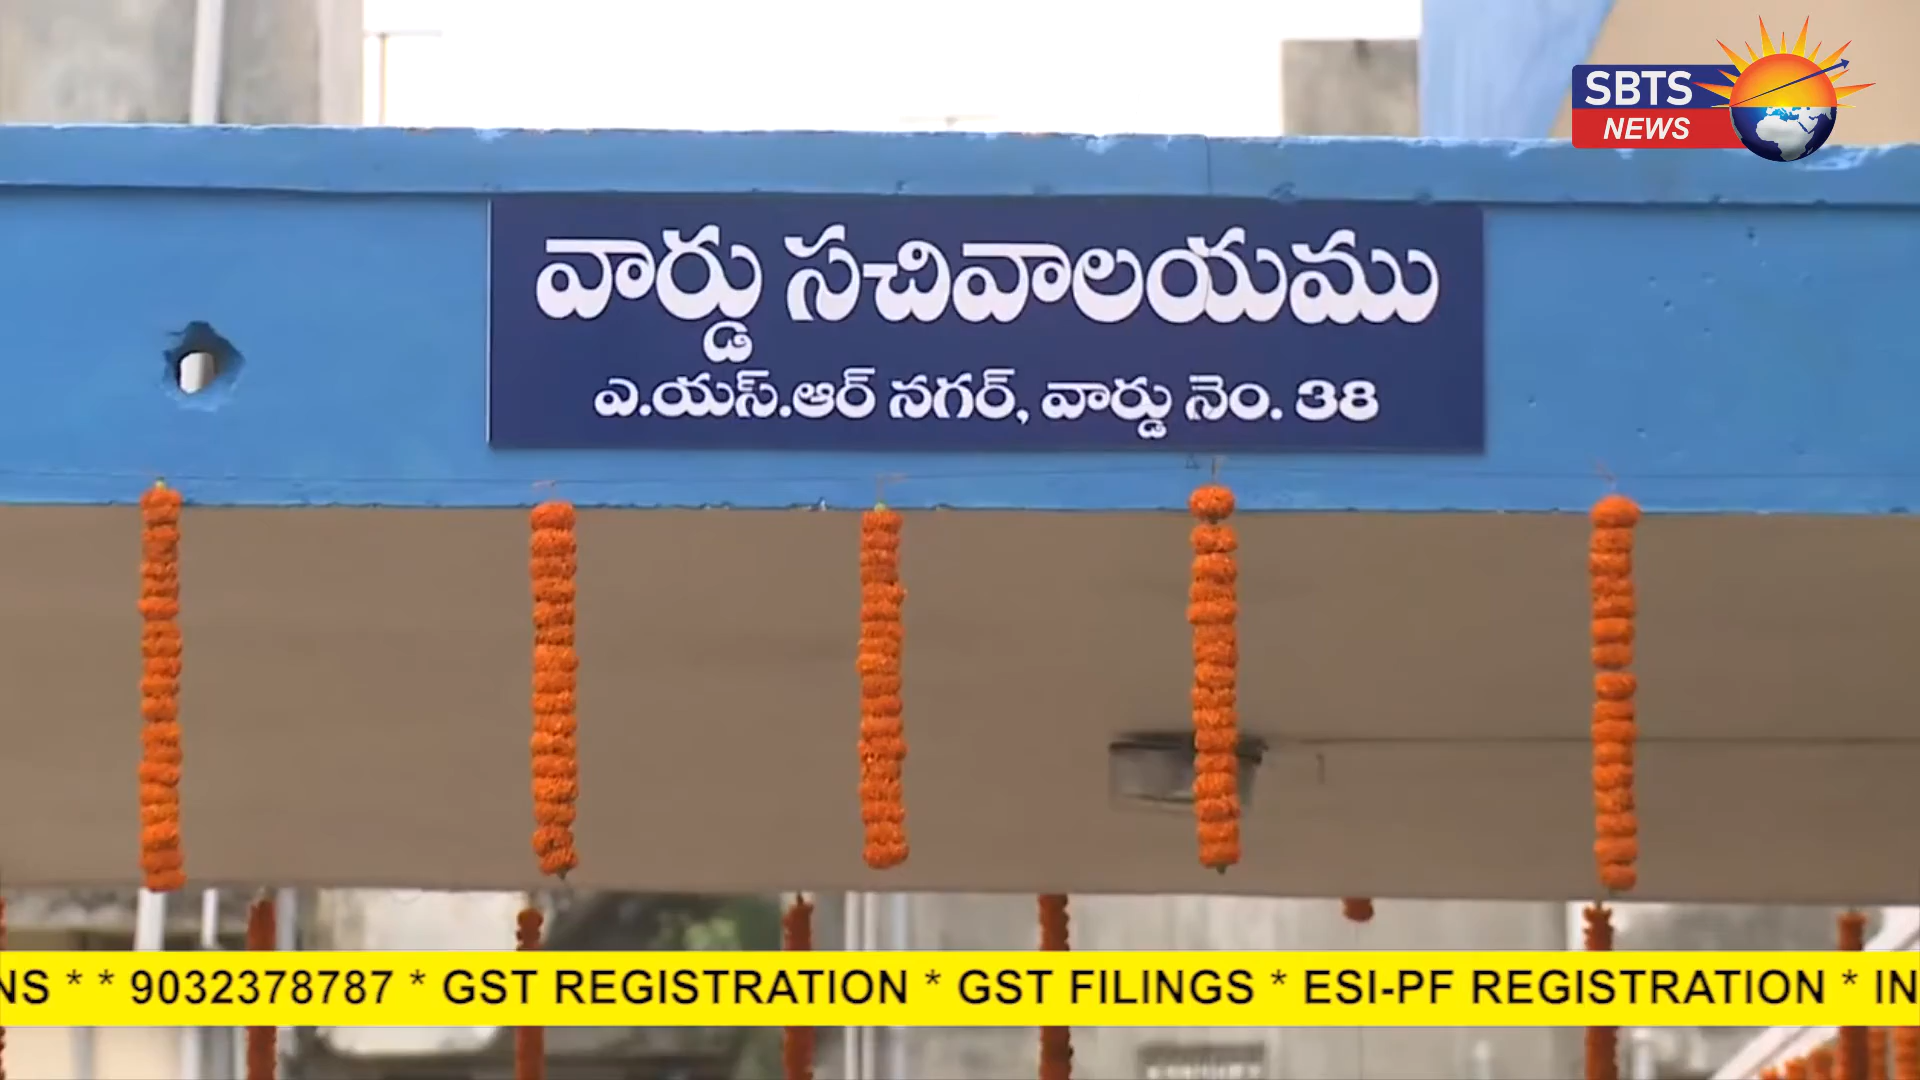 SBTS
NEWS
వార్డు సచివాలయము
ఎ.యస్.ఆర్ నగర్, వార్డు నెం. 38
NS * * 9032378787 * GST REGISTRATION * GST FILINGS * ESI-PF REGISTRATION * IN